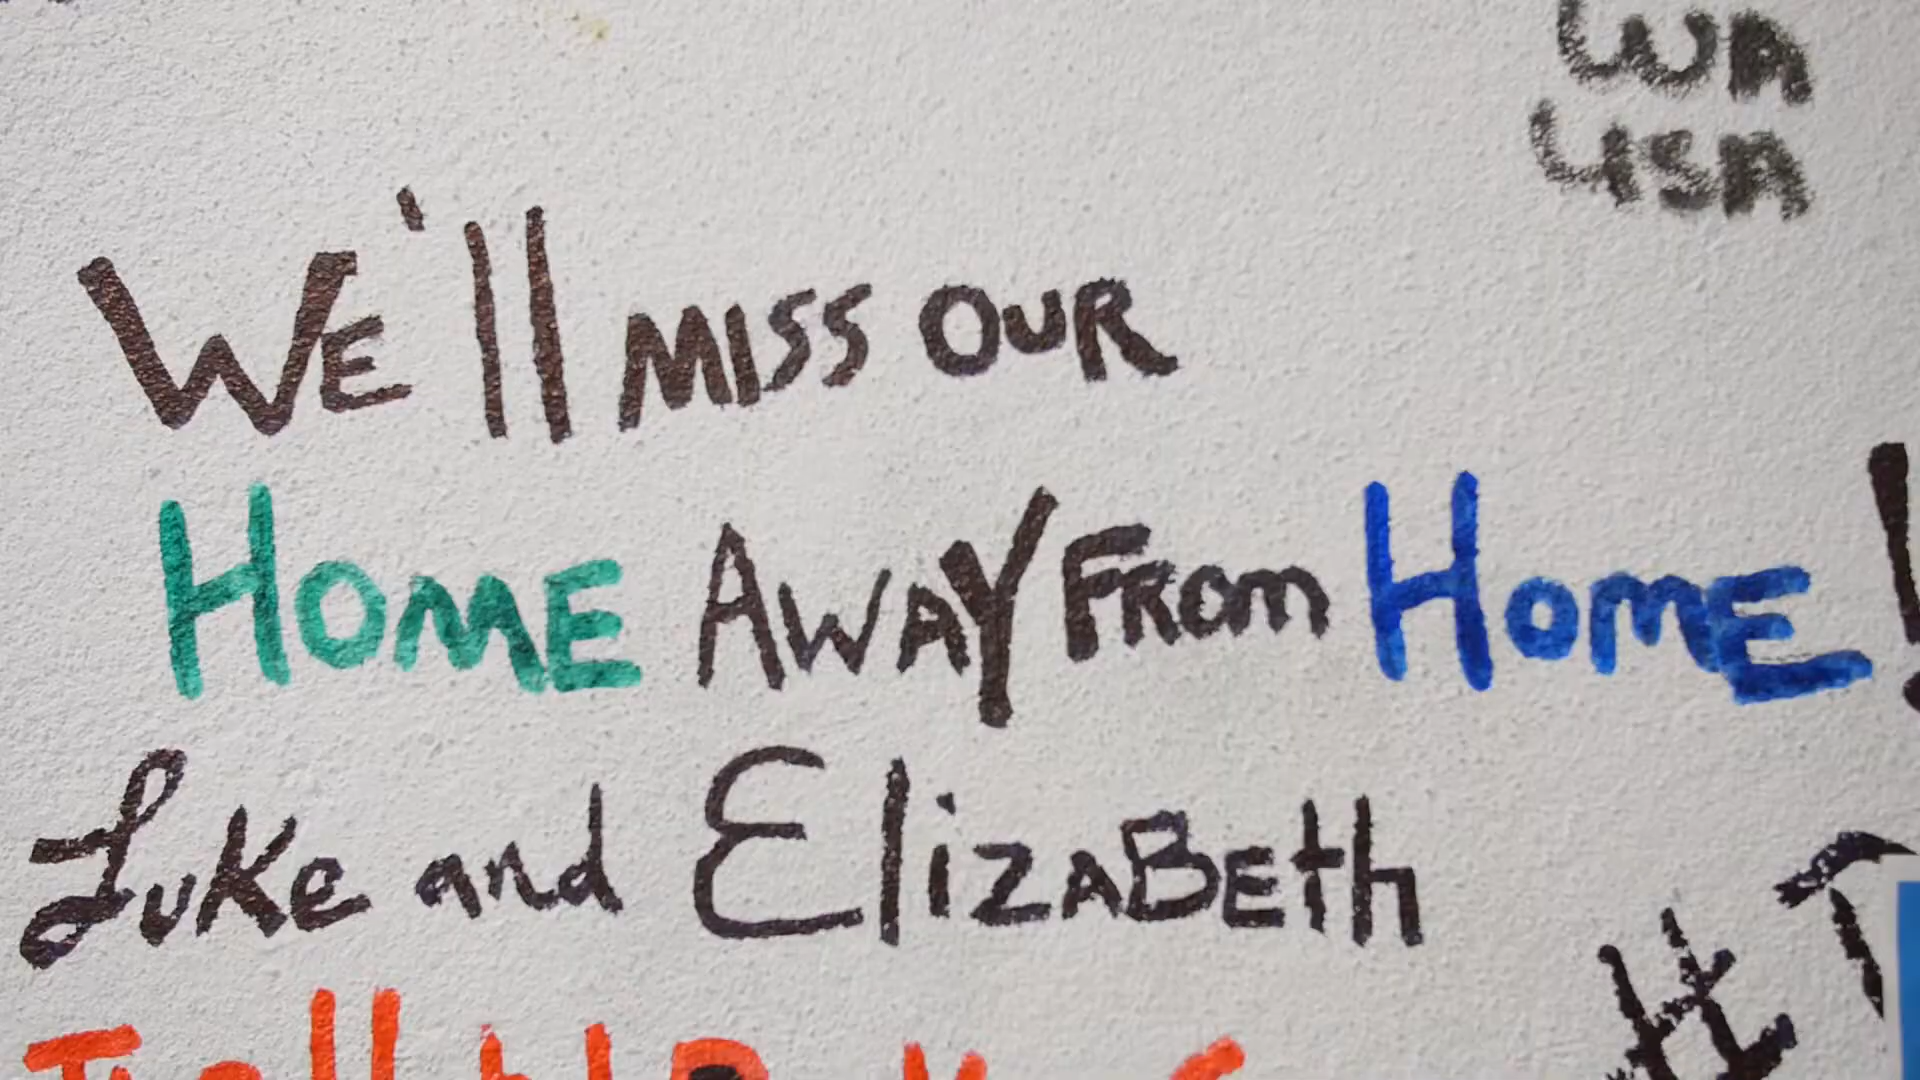 WA
USA
WE'll MISS OUR
HOME AWAY FROM HOME!
Luke and ElizaBEth